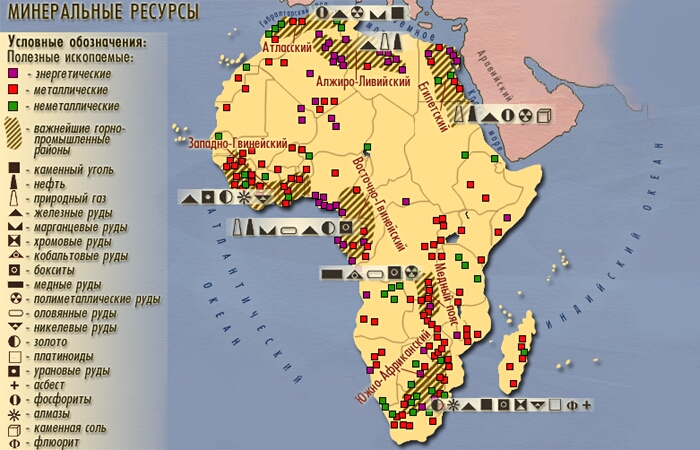 МИНЕРАЛЬНЫЕ РЕСУРСЫ
Условные обозначения:
Полезные ископаемые:
- энергетические
- металлические
- неметаллические
- важнейшие горно-
промышленные
районы
- каменный уголь
- нефть
- природный газ
- железные руды
- марганцевые руды
- хромовые руды
- кобальтовые руды
- бокситы
- медные руды
- полиметаллические руды
- оловянные руды
- никелевые руды
- золото
- платиноиды
- урановые руды
- асбест
- фосфориты
- алмазы
- каменная соль
- флюорит
Гибралтарский
Атласский
Алжиро-Ливийский
Египетский
Аравийский
море
Западно-Гвинейский
Восточно-Гвинейский
Медный пояс
Южно-Африканский
АТЛАНТИЧЕСКИЙ
ОКЕАН
ИНДИЙСКИЙ ОКЕАН